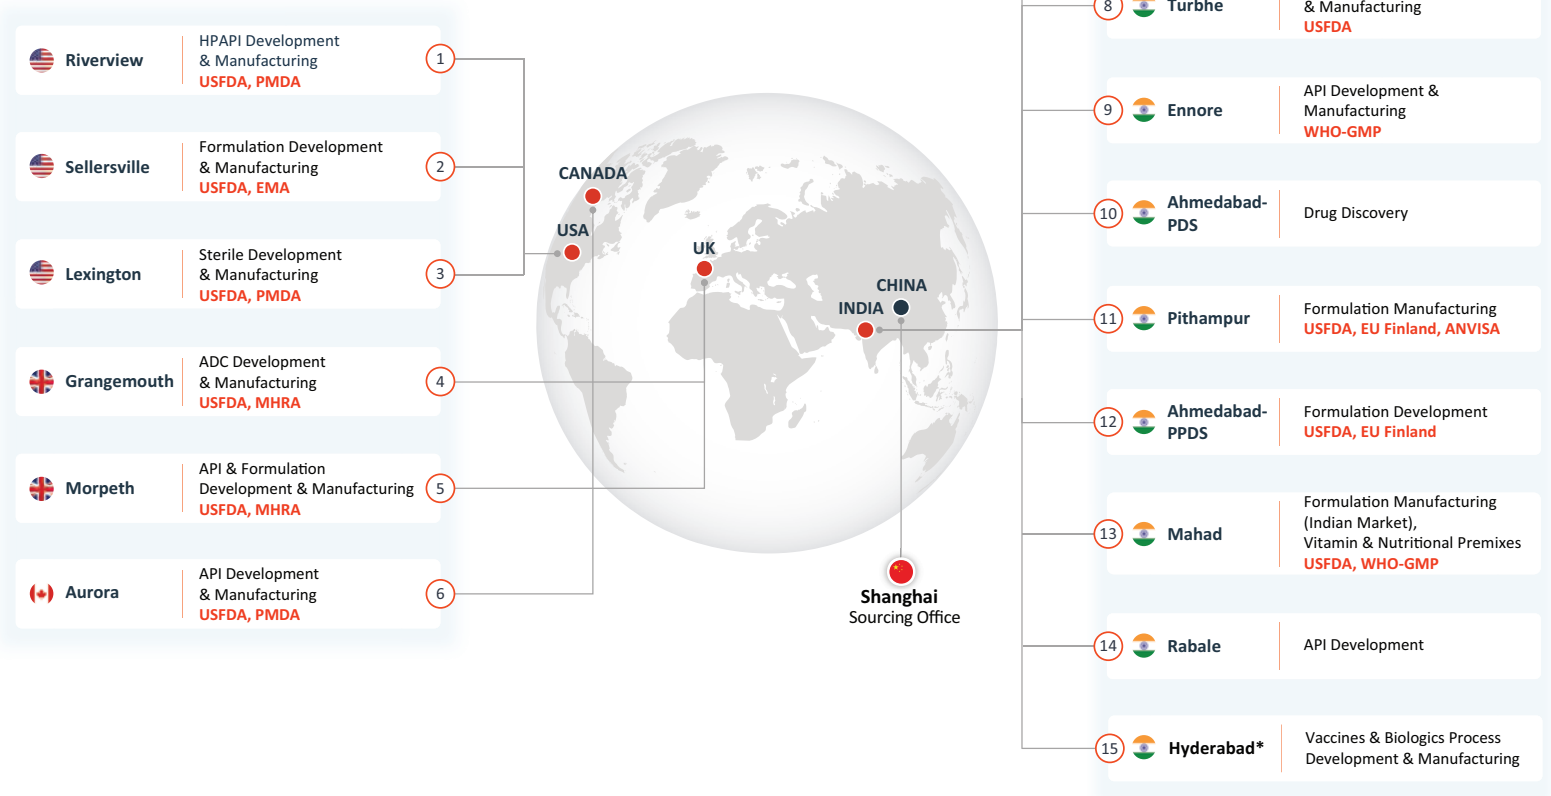 Riverview
HPAPI Development
& Manufacturing
USFDA, PMDA
1
Sellersville
Formulation Development
& Manufacturing
USFDA, EMA
2
Lexington
Sterile Development
& Manufacturing
USFDA, PMDA
3
Grangemouth
ADC Development
& Manufacturing
USFDA, MHRA
4
Morpeth
API & Formulation
Development & Manufacturing
USFDA, MHRA
5
Aurora
API Development
& Manufacturing
USFDA, PMDA
6
CANADA
USA
UK
CHINA
INDIA
Shanghai
Sourcing Office
8
Turbhe
& Manufacturing
USFDA
9
Ennore
API Development &
Manufacturing
WHO-GMP
10
Ahmedabad-
PDS
Drug Discovery
11
Pithampur
Formulation Manufacturing
USFDA, EU Finland, ANVISA
12
Ahmedabad-
PPDS
Formulation Development
USFDA, EU Finland
13
Mahad
Formulation Manufacturing
(Indian Market),
Vitamin & Nutritional Premixes
USFDA, WHO-GMP
14
Rabale
API Development
15
Hyderabad*
Vaccines & Biologics Process
Development & Manufacturing